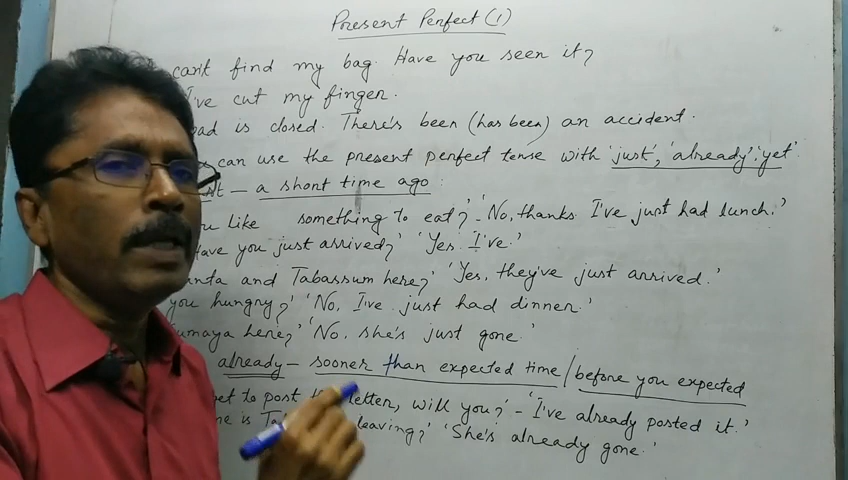 Present Perfect (1)
can't find my bag. Have you seen it?
I've cut my finger.
is closed. There's been (has been) an accident.
can use the present perfect tense with 'just', 'already', 'yet'.
— a short time ago :
like something to eat?' - 'No, thanks. I've just had lunch.'
Have you just arrived?' 'Yes. I've.'
and Tabassum here?' 'Yes, they've just arrived.'
you hungry?' 'No, I've just had dinner.'
here?' 'No, she's just gone.'
already — sooner than expected time / before you expected
to post letter, will you?' - 'I've already posted it.'
is leaving?' 'She's already gone.'